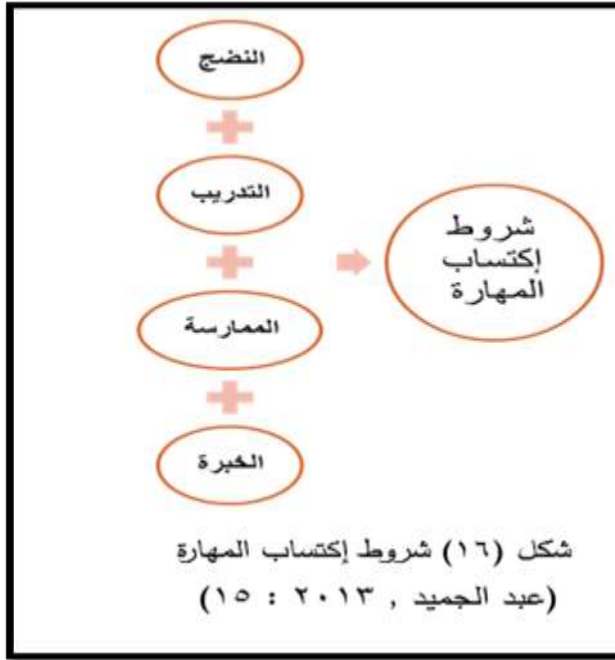 النضج
التدريب
الممارسة
الخبرة
شروط
إكتساب
المهارة
شكل (١٦) شروط إكتساب المهارة
(عبد الجميد , ٢٠١٣ : ١٥)